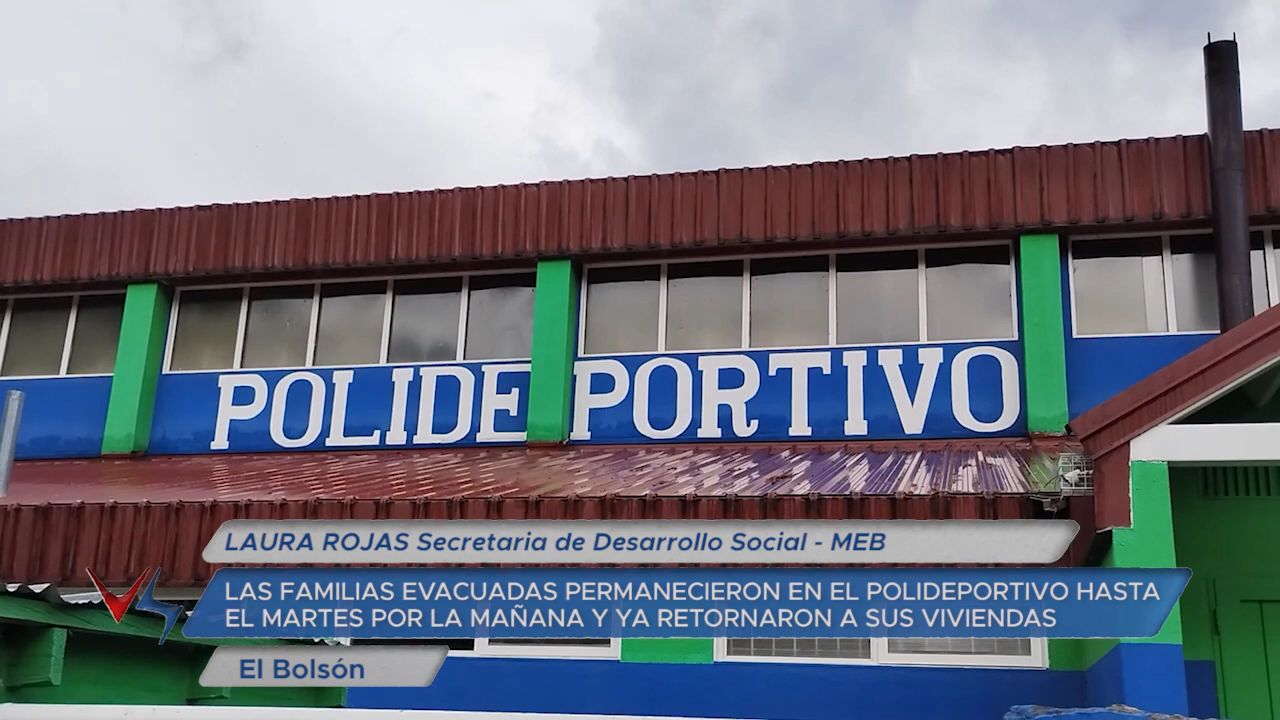 POLIDEPORTIVO
LAURA ROJAS Secretaria de Desarrollo Social - MEB
LAS FAMILIAS EVACUADAS PERMANECIERON EN EL POLIDEPORTIVO HASTA
EL MARTES POR LA MAÑANA Y YA RETORNARON A SUS VIVIENDAS
El Bolsón